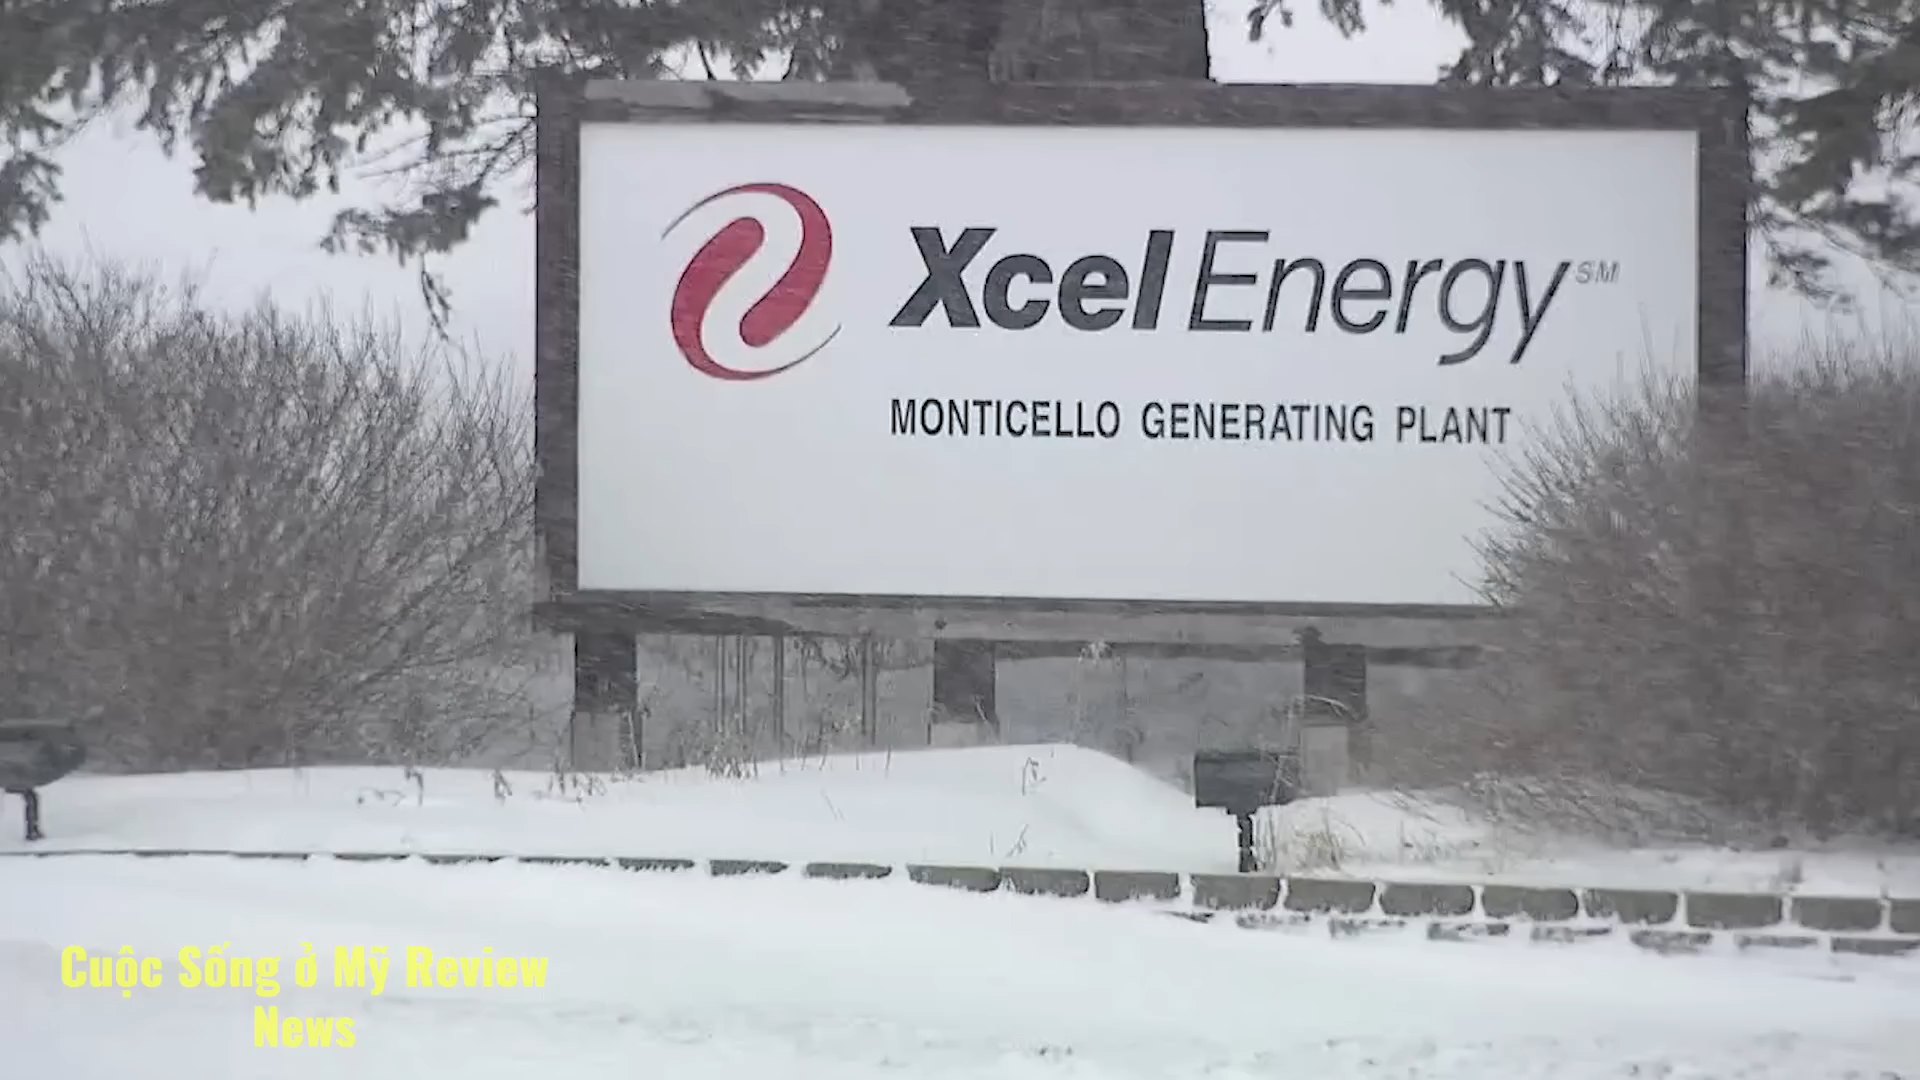 Xcel Energy SM
MONTICELLO GENERATING PLANT
Cuộc Sống ở Mỹ Review
News